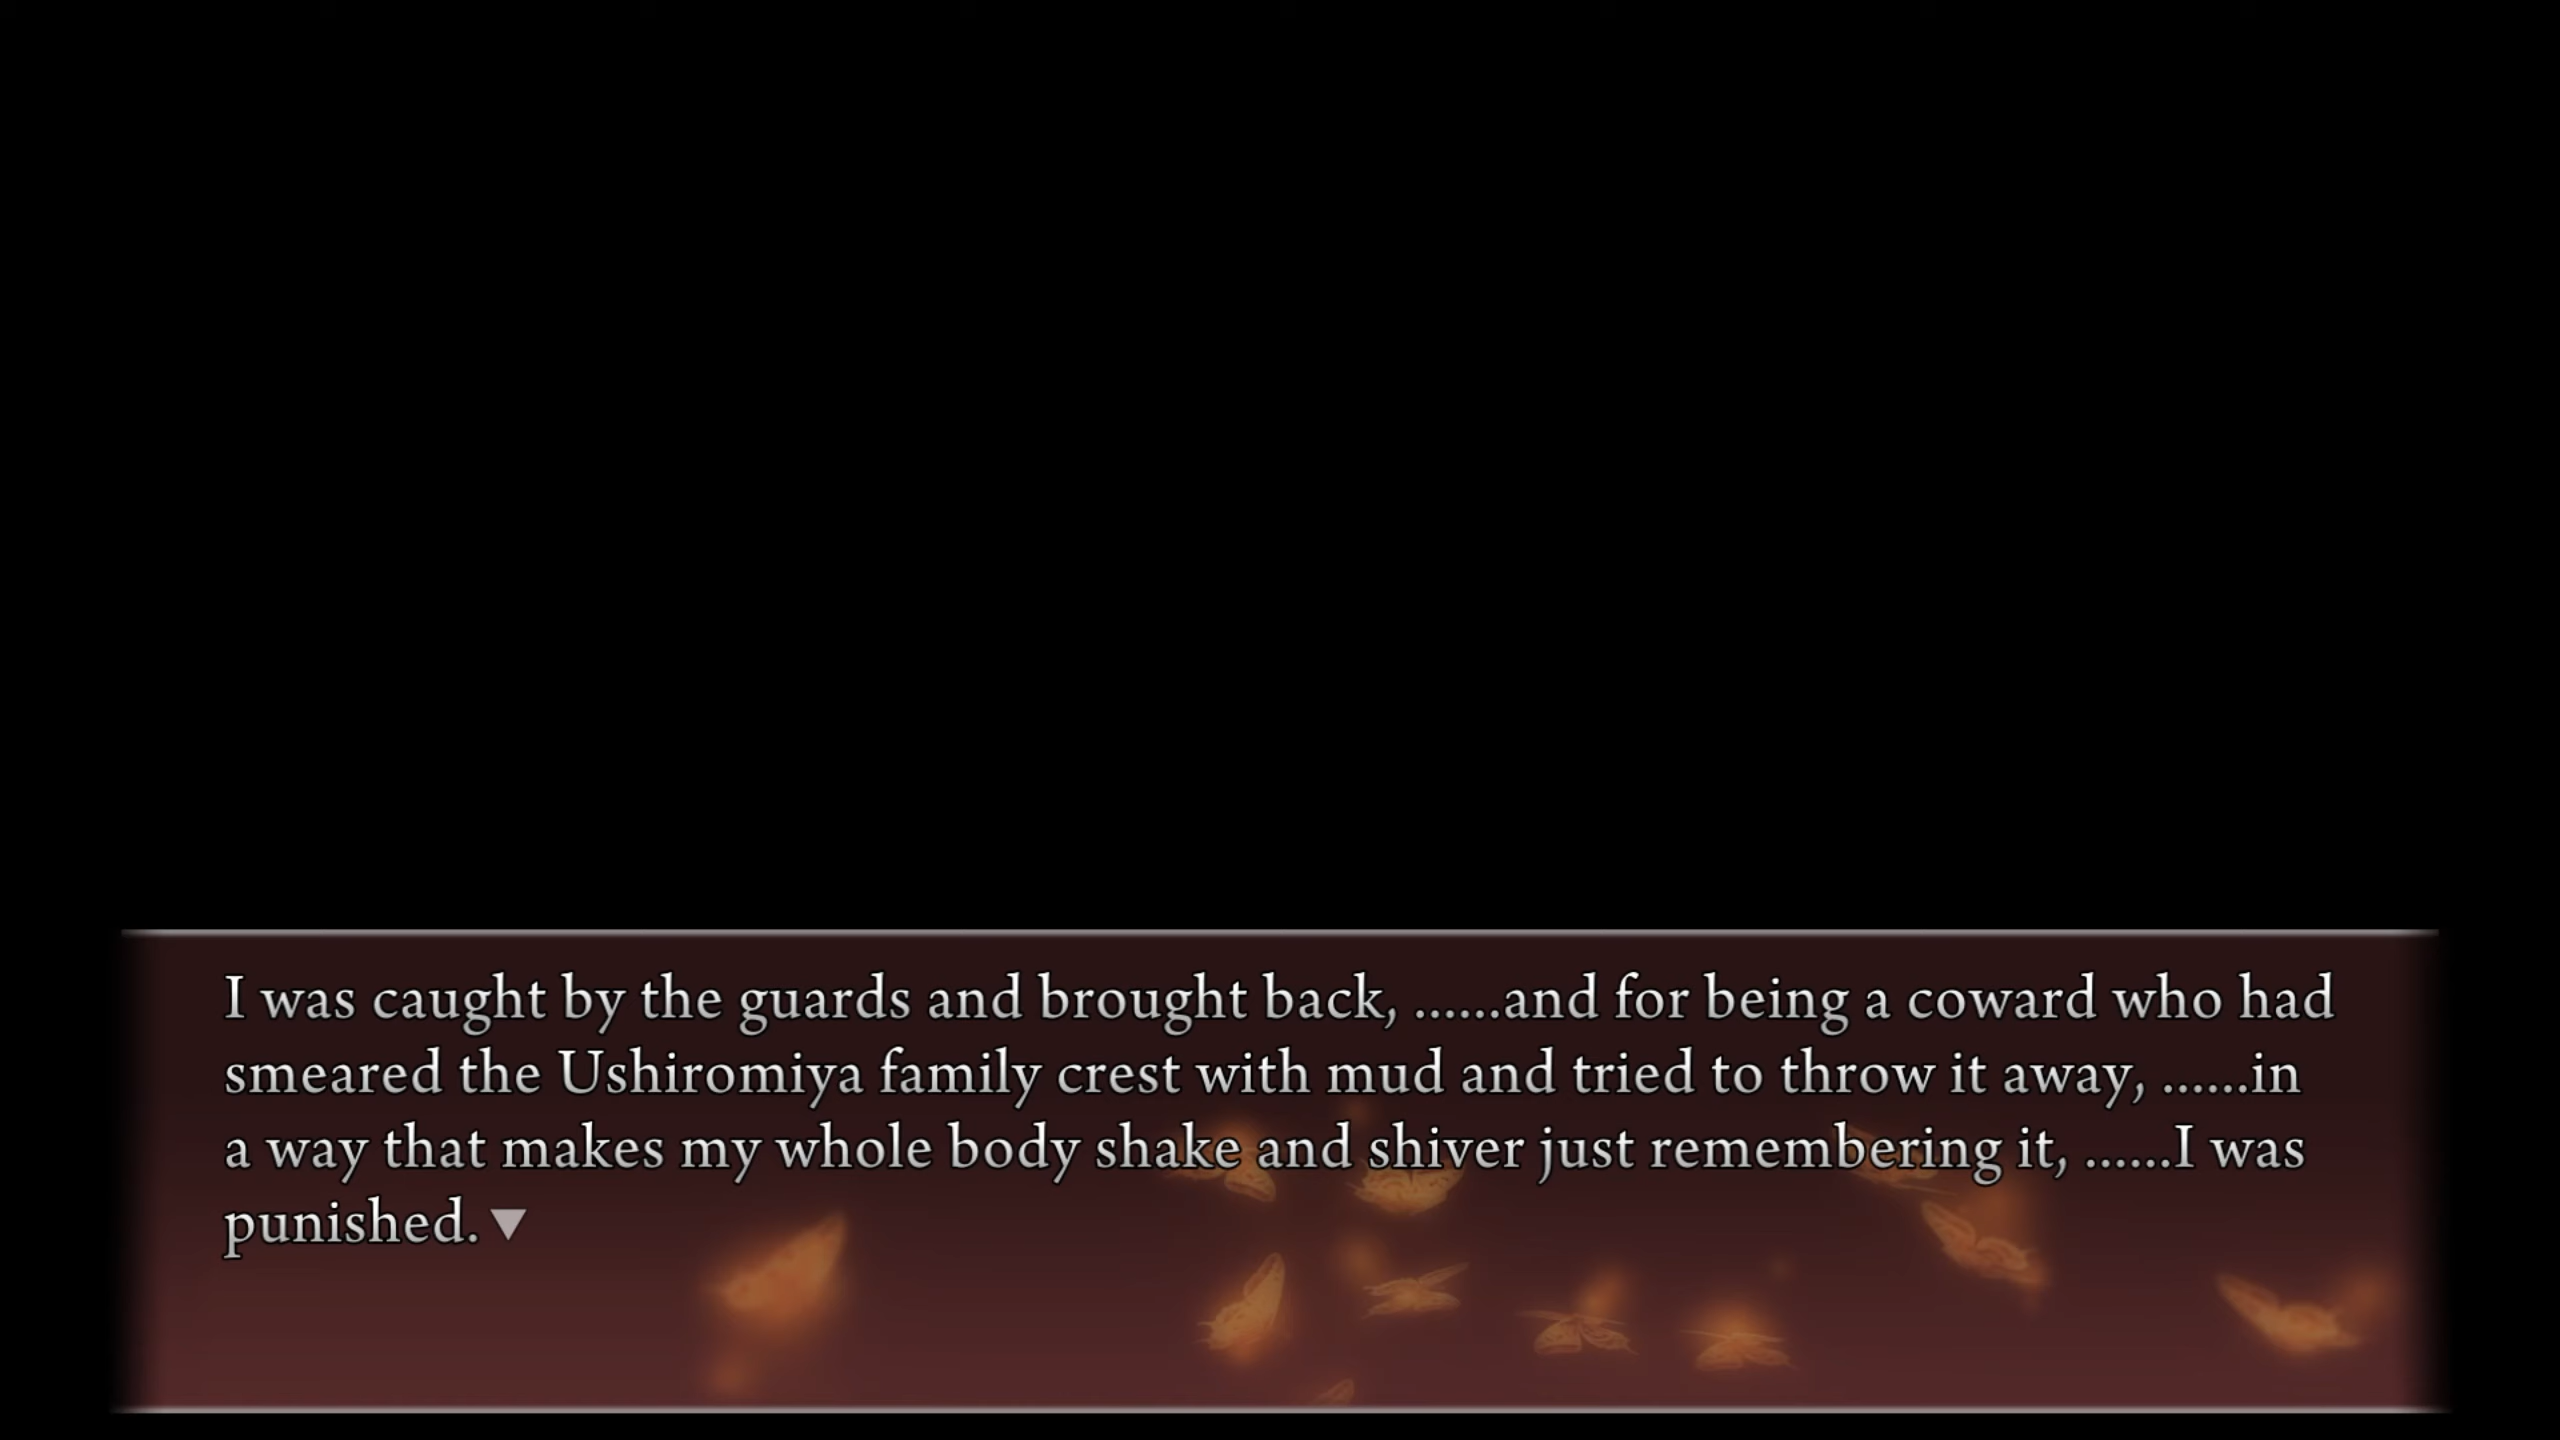 I was caught by the guards and brought back, ......and for being a coward who had
smeared the Ushiromiya family crest with mud and tried to throw it away, ......in
a way that makes my whole body shake and shiver just remembering it, ......I was
punished.